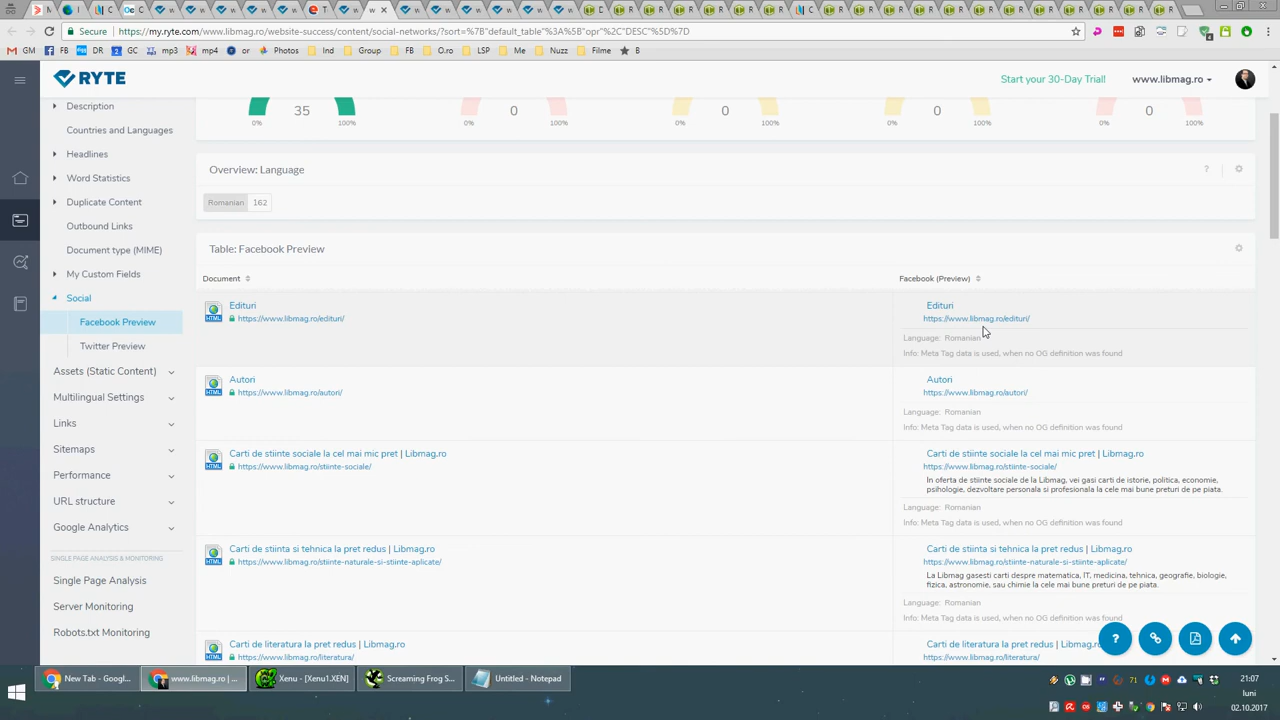 Secure
https://my.ryte.com/www.libmag.ro/website-success/content/social-networks/?sort=%7B"default_table"%3A%5B"opr"%2C"DESC"%5D%7D
GM
FB
DR
DC
mp3
mp4
or
Photos
Ind
Group
FB
O.ro
LSP
Me
Nuzz
Filme
B
RYTE
Start your 30-Day Trial!
www.libmag.ro
Description
Countries and Languages
Headlines
Word Statistics
Duplicate Content
Outbound Links
Document type (MIME)
My Custom Fields
Social
Facebook Preview
Twitter Preview
Assets (Static Content)
Multilingual Settings
Links
Sitemaps
Performance
URL structure
Google Analytics
SINGLE PAGE ANALYSIS & MONITORING
Single Page Analysis
Server Monitoring
Robots.txt Monitoring
35 0 0 0 0
0% 100% 0% 100% 0% 100% 0% 100% 0% 100%
Overview: Language
?
Romanian 162
Table: Facebook Preview
Document Facebook (Preview)
HTML
Edituri
https://www.libmag.ro/edituri/
Edituri
https://www.libmag.ro/edituri/
Language: Romanian
Info: Meta Tag data is used, when no OG definition was found
HTML
Autori
https://www.libmag.ro/autori/
Autori
https://www.libmag.ro/autori/
Language: Romanian
Info: Meta Tag data is used, when no OG definition was found
HTML
Carti de stiinte sociale la cel mai mic pret | Libmag.ro
https://www.libmag.ro/stiinte-sociale/
Carti de stiinte sociale la cel mai mic pret | Libmag.ro
https://www.libmag.ro/stiinte-sociale/
In oferta de stiinte sociale de la Libmag, vei gasi carti de istorie, politica, economie,
psihologie, dezvoltare personala si profesionala la cele mai bune preturi de pe piata.
Language: Romanian
Info: Meta Tag data is used, when no OG definition was found
HTML
Carti de stiinta si tehnica la pret redus | Libmag.ro
https://www.libmag.ro/stiinte-naturale-si-stiinte-aplicate/
Carti de stiinta si tehnica la pret redus | Libmag.ro
https://www.libmag.ro/stiinte-naturale-si-stiinte-aplicate/
La Libmag gasesti carti despre matematica, IT, medicina, tehnica, geografie, biologie,
fizica, astronomie, sau chimie la cele mai bune preturi de pe piata.
Language: Romanian
Info: Meta Tag data is used, when no OG definition was found
HTML
Carti de literatura la pret redus | Libmag.ro
https://www.libmag.ro/literatura/
Carti de literatura la pret redus | Libmag.ro
https://www.libmag.ro/literatura/
?
New Tab - Googl...
www.libmag.ro | ...
Xenu - [Xenu1.XEN]
Screaming Frog S...
Untitled - Notepad
71
21:07
luni
02.10.2017